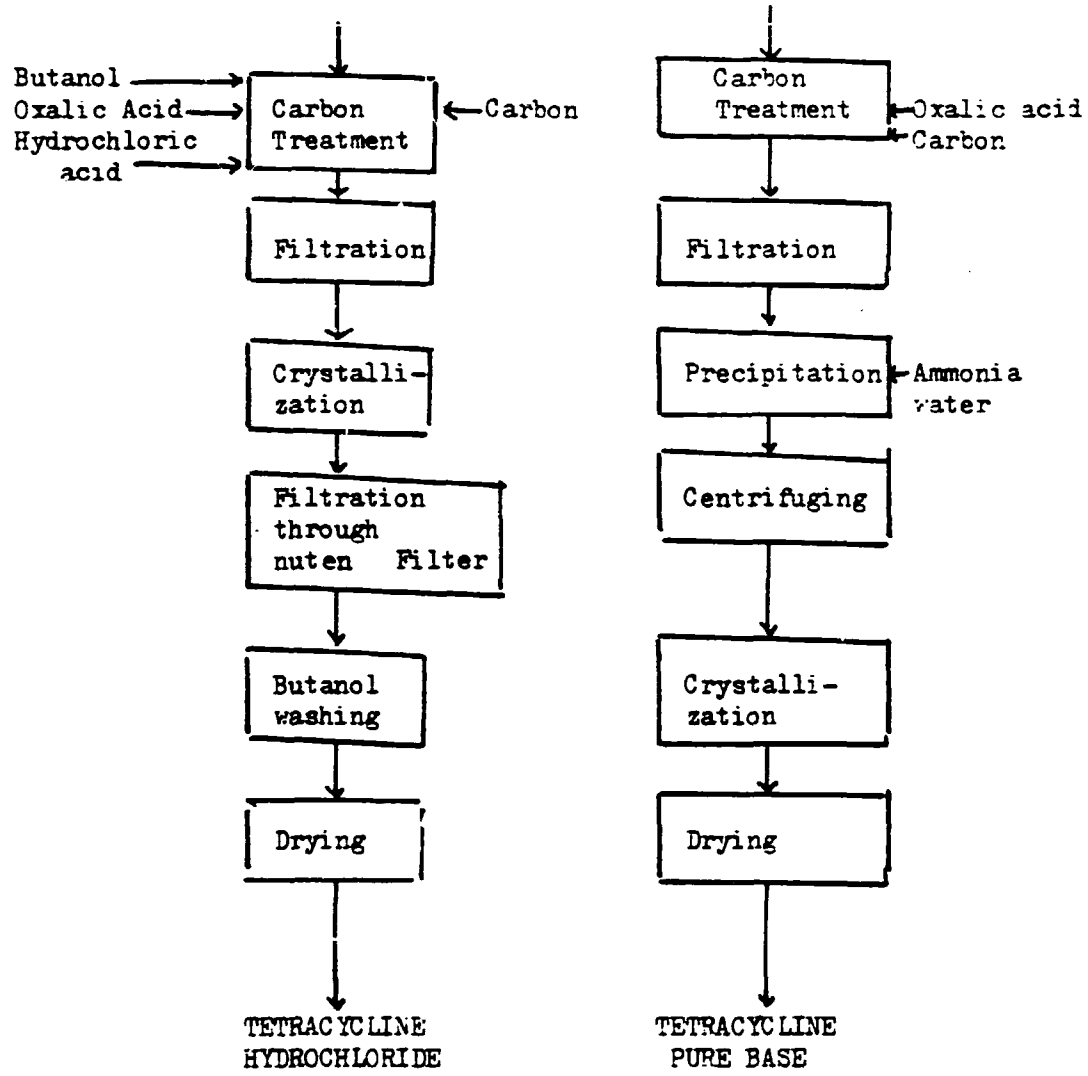 Butanol
Oxalic Acid
Hydrochloric
acid
Carbon
Treatment
Carbon
Filtration
Crystalli-
zation
Filtration
through
nuten Filter
Butanol
washing
Drying
TETRACYCLINE
HYDROCHLORIDE
Carbon
Treatment
Oxalic acid
Carbon
Filtration
Precipitation
Ammonia
water
Centrifuging
Crystalli-
zation
Drying
TETRACYCLINE
PURE BASE